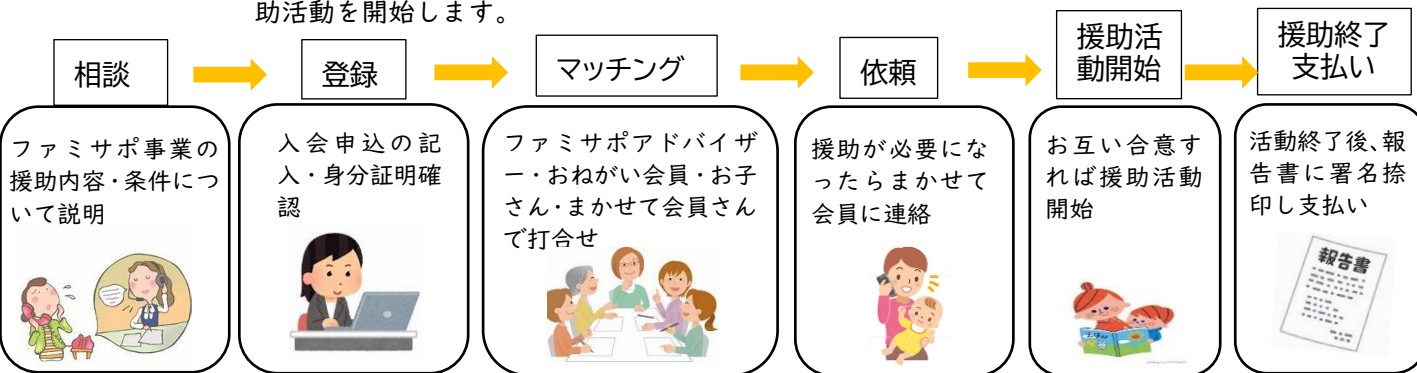 助活動を開始します。
相談
登録
マッチング
依頼
援助活
動開始
援助終了
支払い
ファミサポ事業の
援助内容・条件につ
いて説明
入会申込の記
入・身分証明確
認
ファミサポアドバイザ
ー・おねがい会員・お子
さん・まかせて会員さん
で打合せ
援助が必要にな
ったらまかせて
会員に連絡
お互い合意す
れば援助活動
開始
活動終了後、報
告書に署名捺
印し支払い
報告書